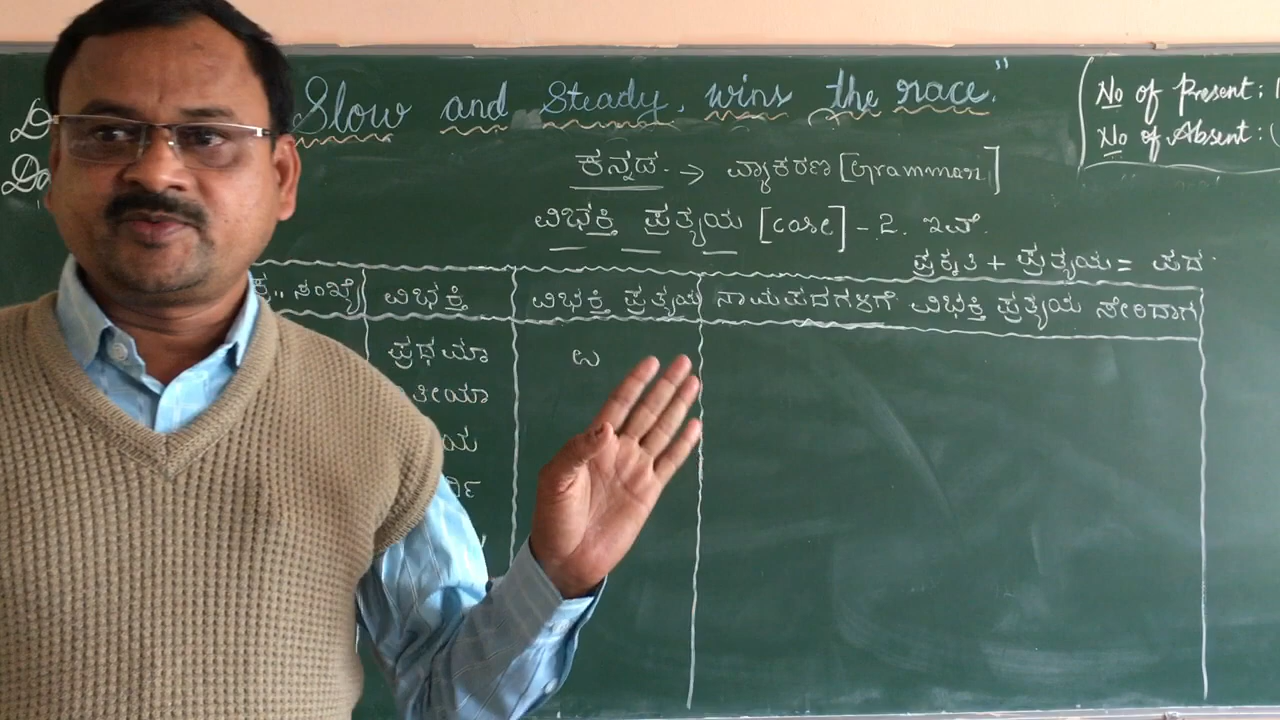 Slow and Steady, wins the race."
No of Present:
No of Absent:
ಕನ್ನಡ. → ವ್ಯಾಕರಣ [Grammar]
ವಿಭಕ್ತಿ ಪ್ರತ್ಯಯ [case] - 2.
ಪ್ರಕೃತಿ + ಪ್ರತ್ಯಯ = ಪದ.
ಕ್ರ.. ಸಂಖ್ಯೆ ವಿಭಕ್ತಿ ವಿಭಕ್ತಿ ಪ್ರತ್ಯಯ ನಾಮಪದಗಳಿಗೆ ವಿಭಕ್ತಿ ಪ್ರತ್ಯಯ ಸೇರಿದಾಗ
ಪ್ರಥಮಾ ಉ
ತೀಯಾ